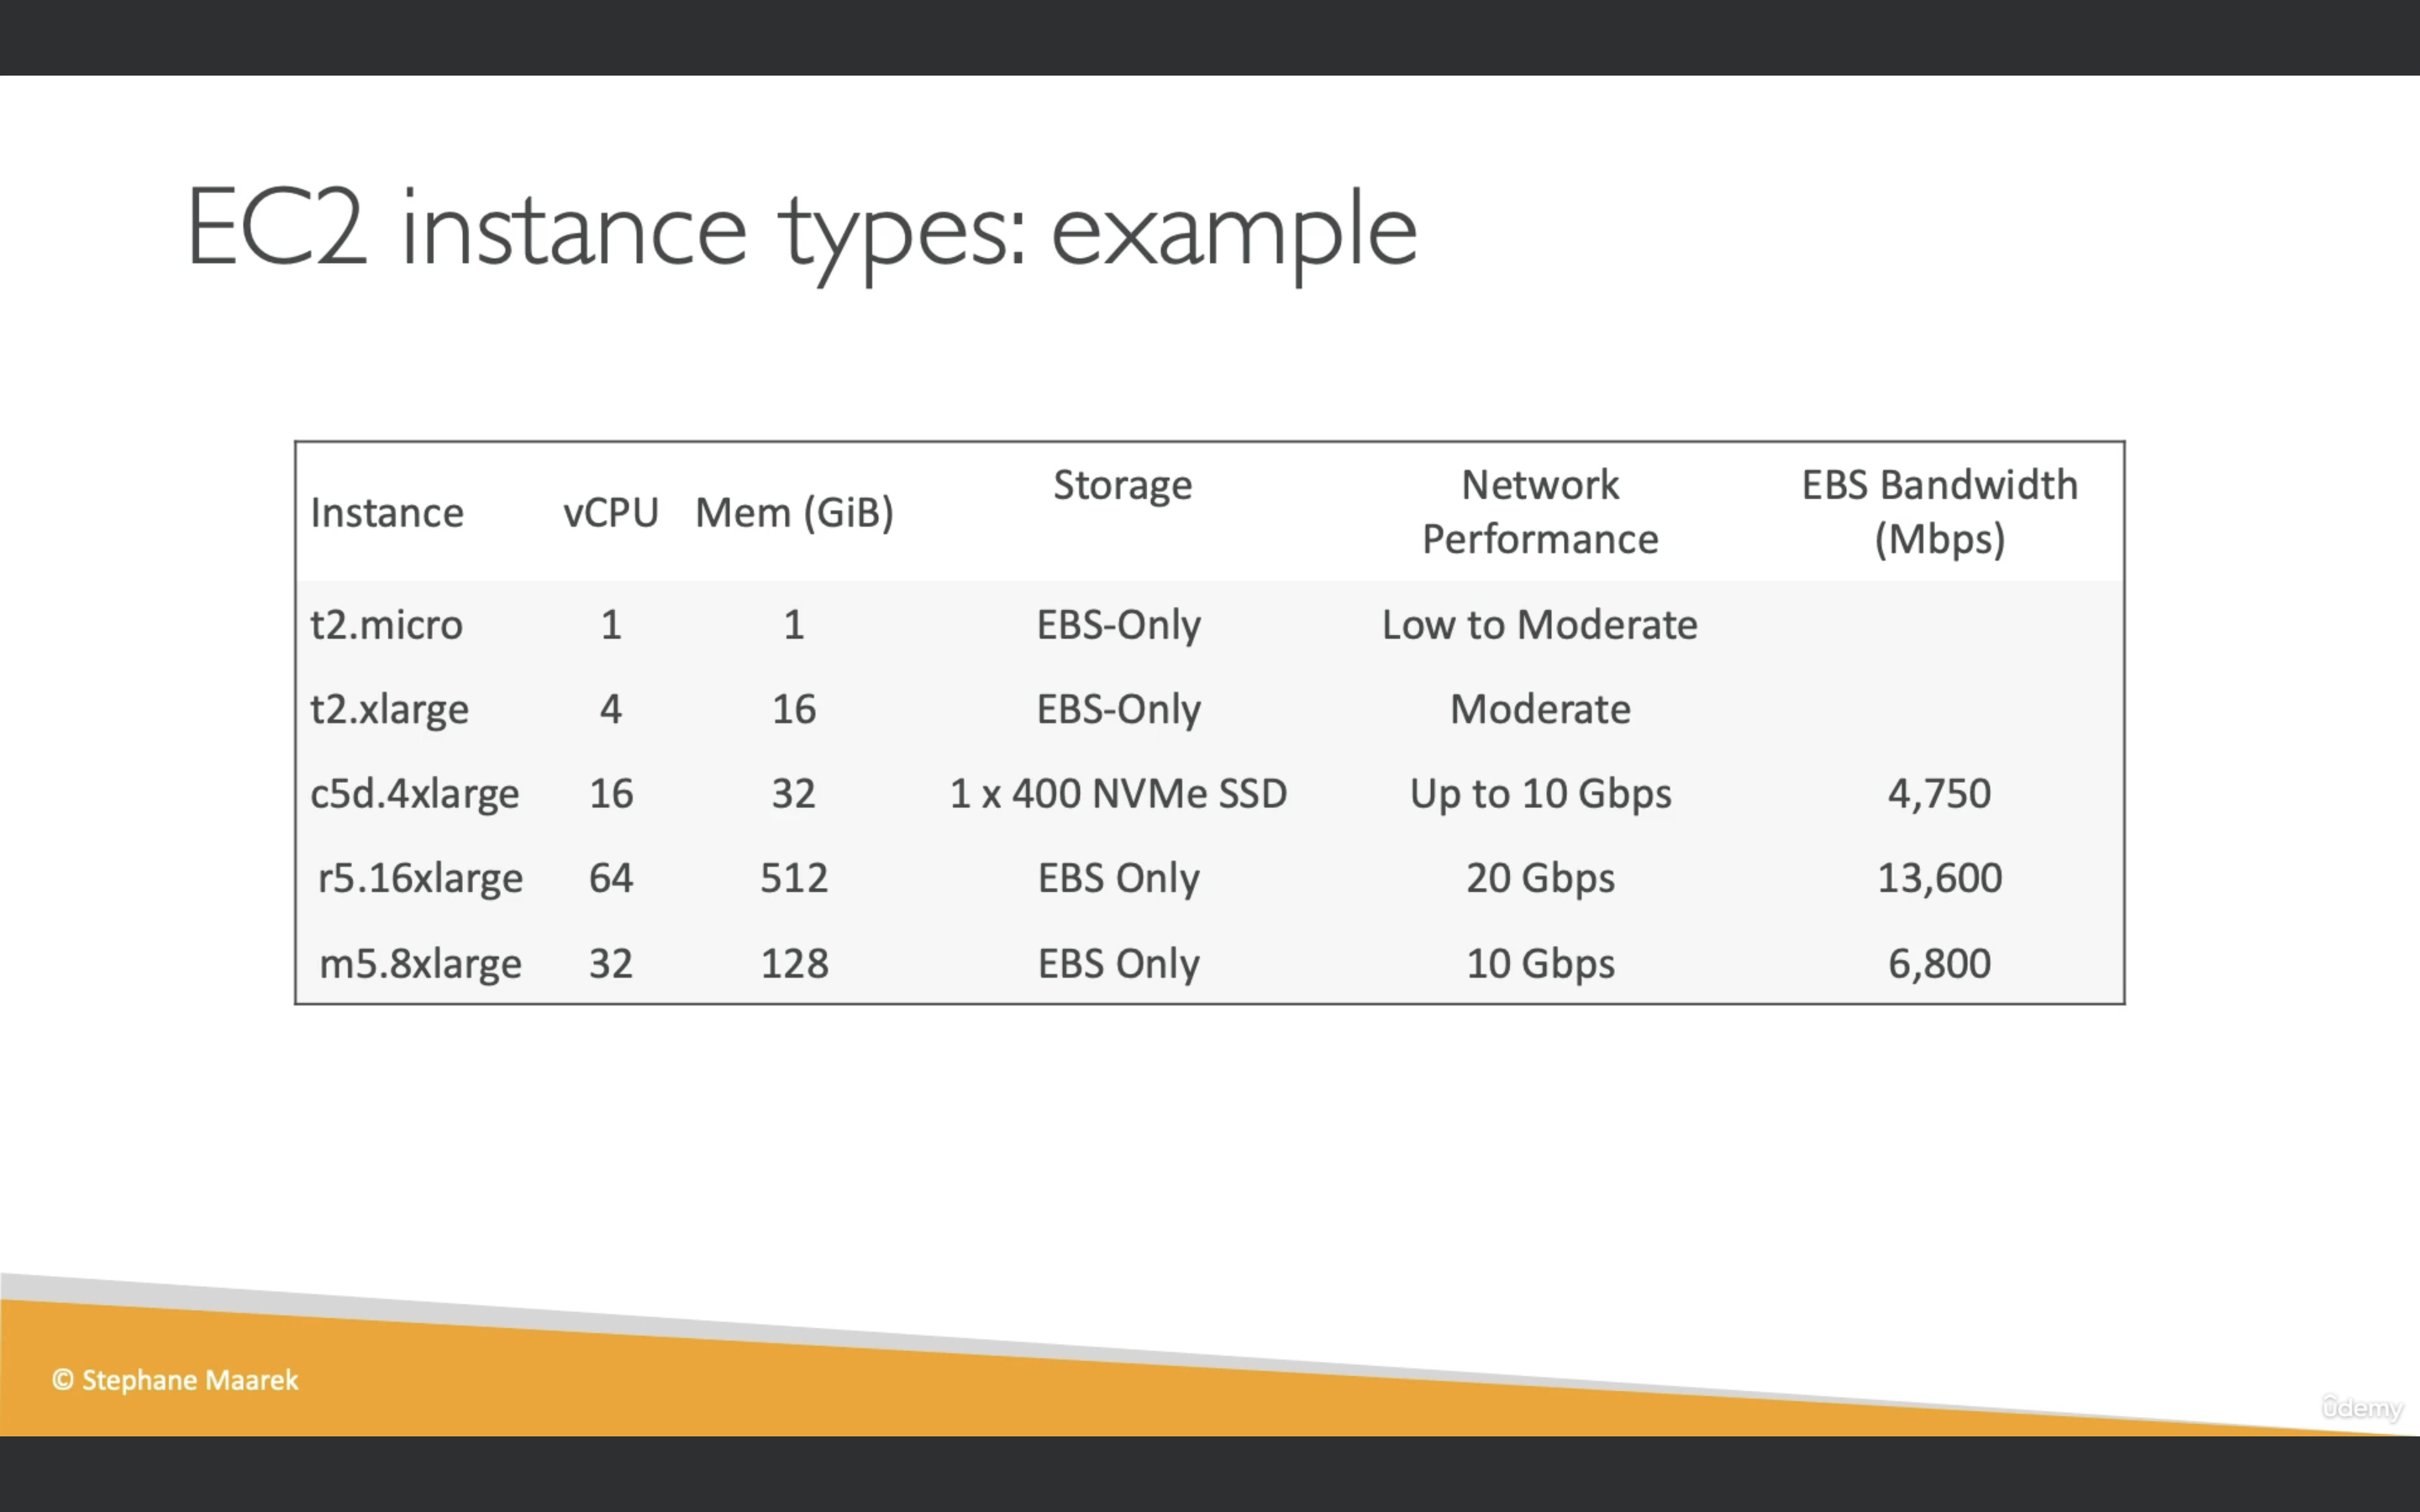 EC2 instance types: example
Instance vCPU Mem (GiB) Storage Network Performance EBS Bandwidth (Mbps)
t2.micro 1 1 EBS-Only Low to Moderate
t2.xlarge 4 16 EBS-Only Moderate
c5d.4xlarge 16 32 1 x 400 NVMe SSD Up to 10 Gbps 4,750
r5.16xlarge 64 512 EBS Only 20 Gbps 13,600
m5.8xlarge 32 128 EBS Only 10 Gbps 6,800
© Stephane Maarek
ûdemy